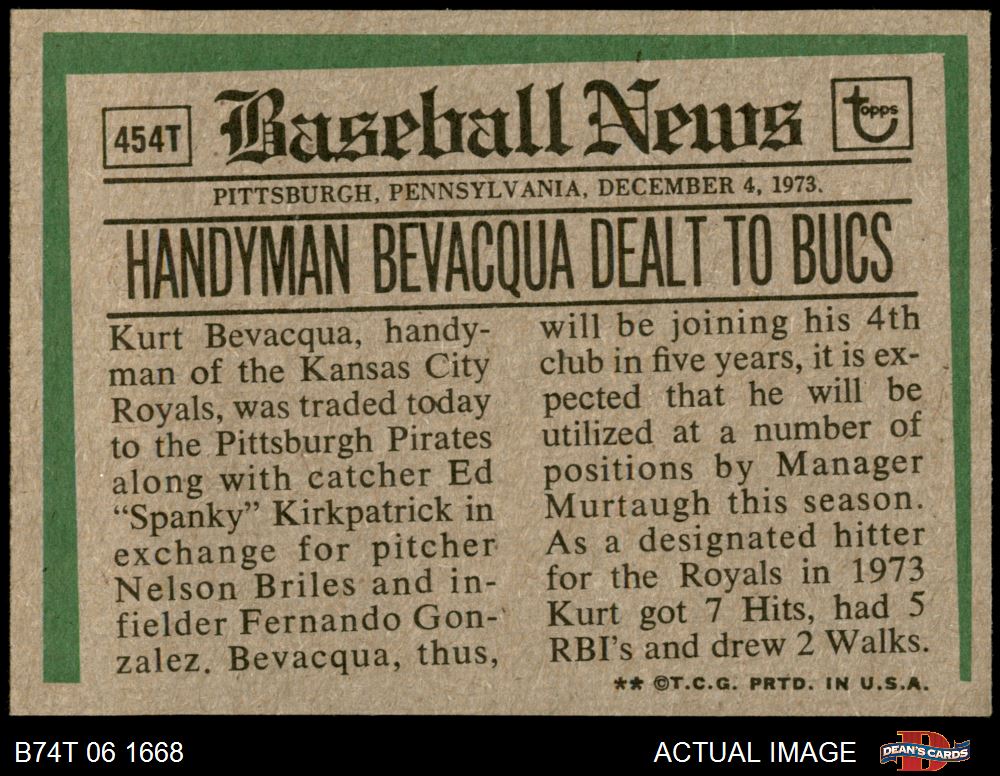 454T
Baseball News
Topps
PITTSBURGH, PENNSYLVANIA, DECEMBER 4, 1973.
HANDYMAN BEVACQUA DEALT TO BUCS
Kurt Bevacqua, handy-
man of the Kansas City
Royals, was traded today
to the Pittsburgh Pirates
along with catcher Ed
“Spanky” Kirkpatrick in
exchange for pitcher
Nelson Briles and in-
fielder Fernando Gon-
zalez. Bevacqua, thus,
will be joining his 4th
club in five years, it is ex-
pected that he will be
utilized at a number of
positions by Manager
Murtaugh this season.
As a designated hitter
for the Royals in 1973
Kurt got 7 Hits, had 5
RBI's and drew 2 Walks.
** ©T.C.G. PRTD. IN U.S.A.
B74T 06 1668
ACTUAL IMAGE
DEAN'S CARDS